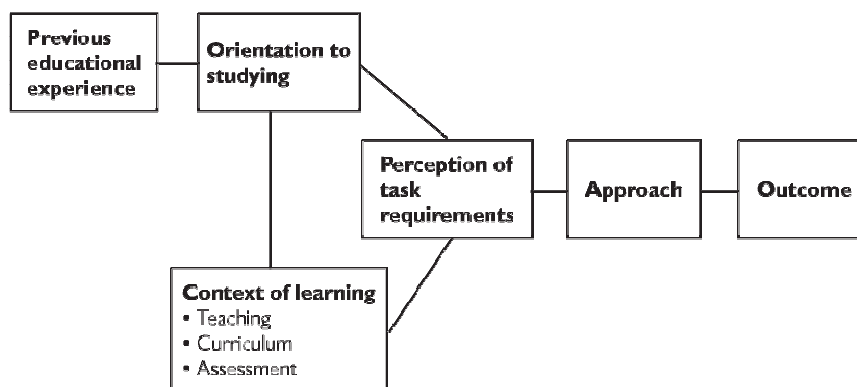 Previous
educational
experience
Orientation to
studying
Perception of
task
requirements
Approach
Outcome
Context of learning
• Teaching
• Curriculum
• Assessment